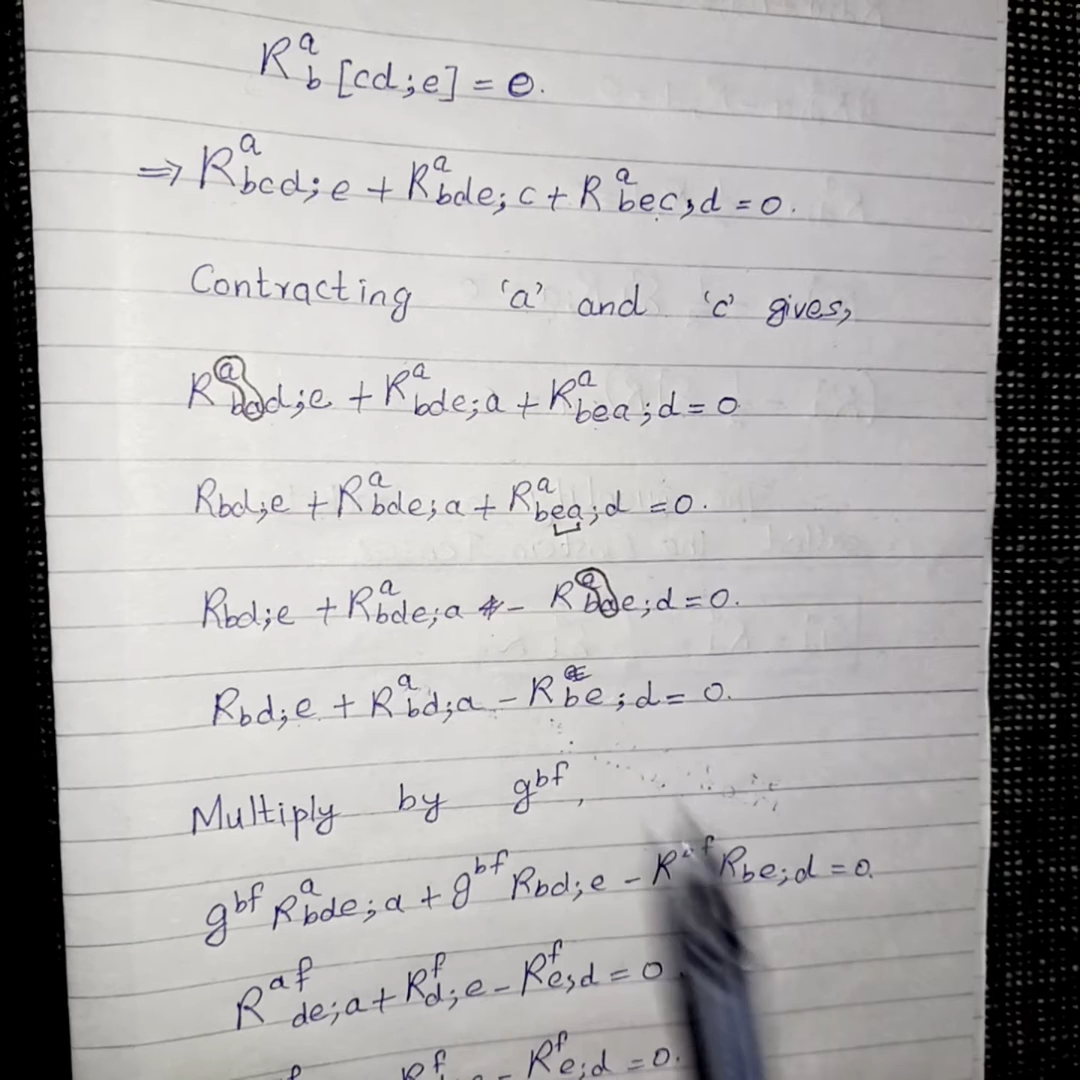 R^a_b[cd;e] = 0.
⇒ R^a_bcd;e + R^a_bde;c + R^a_bec;d = 0.
Contracting 'a' and 'c' gives,
R^a_bad;e + R^a_bde;a + R^a_bea;d = 0
R_bd;e + R^a_bde;a + R^a_bea;d = 0.
R_bd;e + R^a_bde;a - R^a_bae;d = 0.
R_bd;e + R^a_bd;a - R_be;d = 0.
Multiply by g^bf,
g^bf R^a_bde;a + g^bf R_bd;e - R_be;d = 0.
R^af_de;a + R^f_d;e - R^f_e;d = 0.
- R^f_e;d = 0.